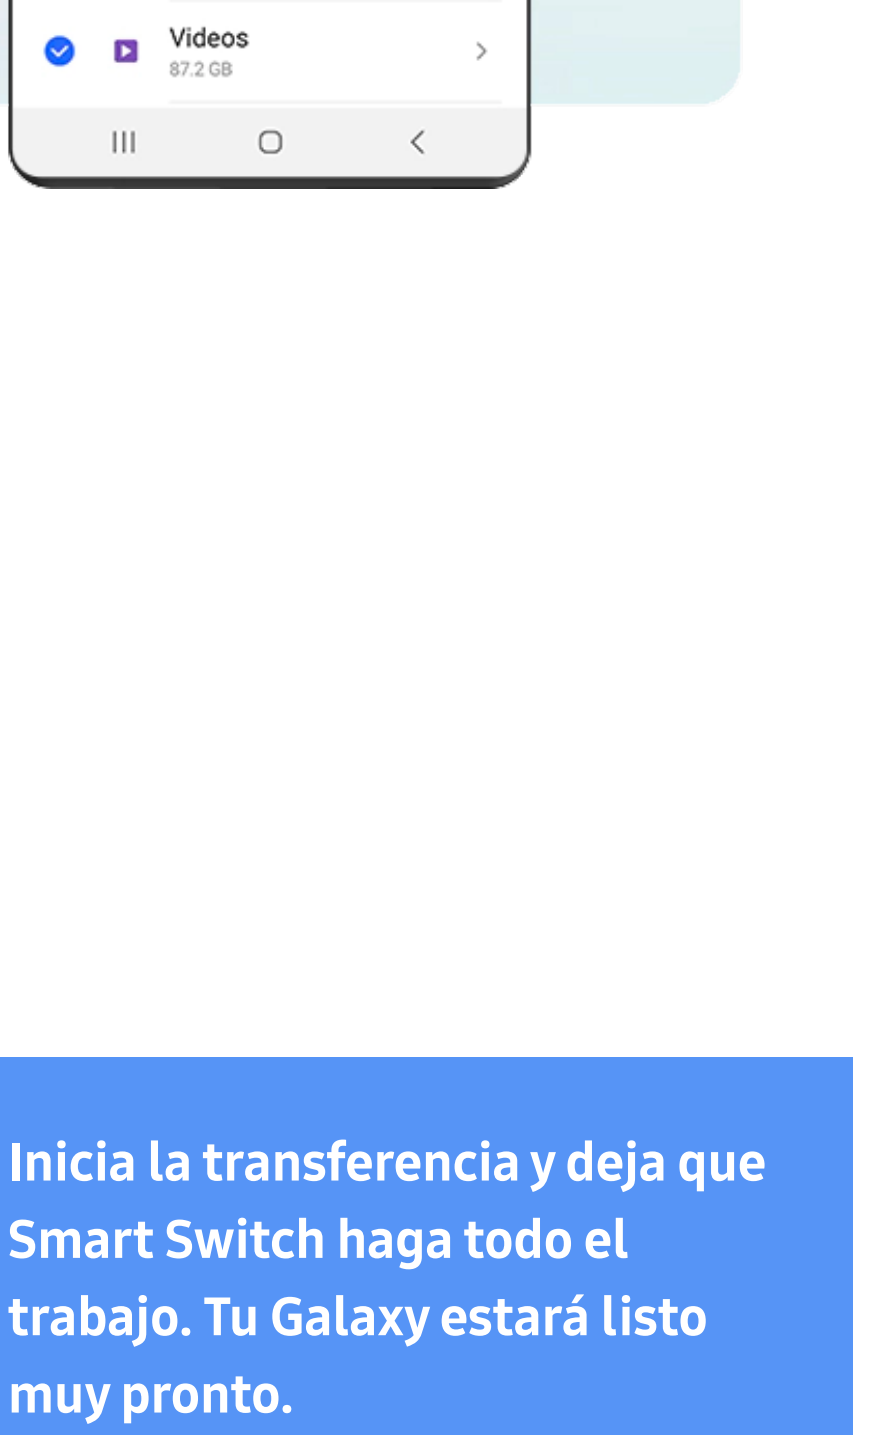 Videos
87.2 GB
Inicia la transferencia y deja que
Smart Switch haga todo el
trabajo. Tu Galaxy estará listo
muy pronto.